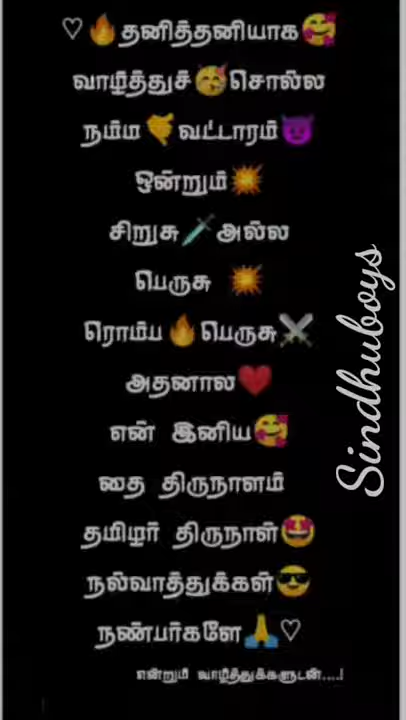 ♡🔥தனித்தனியாக🥰
வாழ்த்துச்🥳சொல்ல
நம்ம🤙வட்டாரம்😈
ஒன்றும்💥
சிறுசு🗡️அல்ல
பெருசு 💥
ரொம்ப🔥பெருசு⚔️
அதனால❤️
என் இனிய🥰
தை திருநாளம்
தமிழர் திருநாள்🤩
நல்வாத்துக்கள்😎
நண்பர்களே🙏♡
என்றும் வாழ்த்துக்களுடன்....!
Sindhuboys